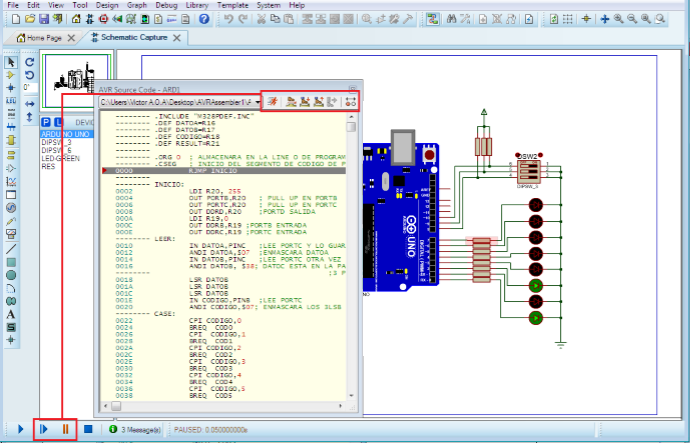 File Edit View Tool Design Graph Debug Library Template System Help
Home Page
Schematic Capture
AVR Source Code - ARD1
C:\Users\Victor A.O.A\Desktop\AVRAssembler1\A
P L DEVIC
ARDUINO UNO
DIPSW_3
DIPSW_6
LED-GREEN
RES
-------- .INCLUDE "M328PDEF.INC"
-------- .DEF DATOA=R16
-------- .DEF DATOB=R17
-------- .DEF CODIGO=R18
-------- .DEF RESULT=R21
--------
-------- .ORG 0 ; ALMACENARA EN LA LINE 0 DE PROGRAM
-------- .CSEG ; INICIO DEL SEGMENTO DE CODIGO DE P
0000 RJMP INICIO
--------
-------- INICIO:
0002 LDI R20, 255
0004 OUT PORTB,R20 ; PULL UP EN PORTB
0006 OUT PORTC,R20 ; PULL UP EN PORTC
0008 OUT DDRD,R20 ;PORTD SALIDA
000A LDI R19,0
000C OUT DDRB,R19 ;PORTB ENTRADA
000E OUT DDRC,R19 ;PORTC ENTRADA
-------- LEER:
0010 IN DATOA,PINC ;LEE PORTC Y LO GUAR
0012 ANDI DATOA,$07 ;ENMASCARA DATOA
0014 IN DATOB,PINC ;LEE PORTC OTRA VEZ
0016 ANDI DATOB, $38; DATOC ESTA EN LA PA
-------- ;3 P
0018 LSR DATOB
001A LSR DATOB
001C LSR DATOB
001E IN CODIGO,PINB ;LEE PORTC
0020 ANDI CODIGO,$07; ENMASCARA LOS 3LSB
-------- CASE:
0022 CPI CODIGO,0
0024 BREQ COD0
0026 CPI CODIGO,1
0028 BREQ COD1
002A CPI CODIGO,2
002C BREQ COD2
002E CPI CODIGO,3
0030 BREQ COD3
0032 CPI CODIGO,4
0034 BREQ COD4
0036 CPI CODIGO,5
0038 BREQ COD5
DSW2
DIPSW_3
ARDUINO
UNO
3 Message(s)
PAUSED: 0.050000000s